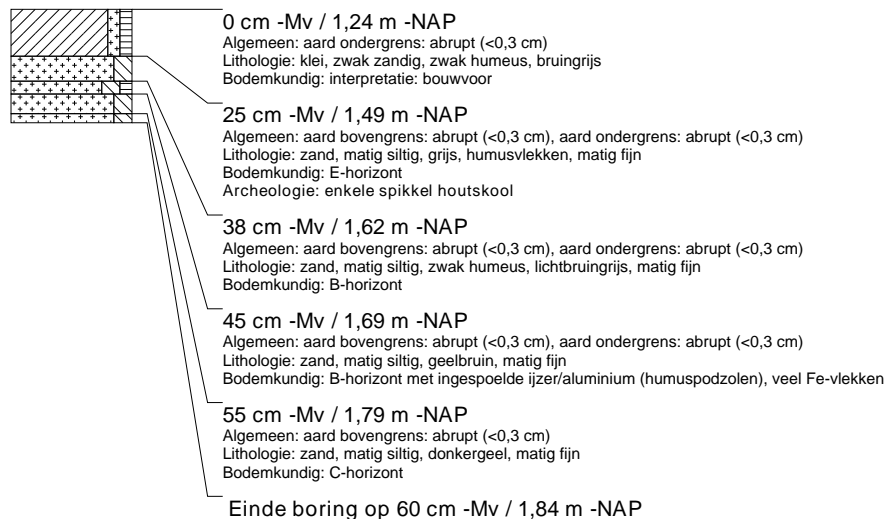 0 cm -Mv / 1,24 m -NAP
Algemeen: aard ondergrens: abrupt (<0,3 cm)
Lithologie: klei, zwak zandig, zwak humeus, bruingrijs
Bodemkundig: interpretatie: bouwvoor
25 cm -Mv / 1,49 m -NAP
Algemeen: aard bovengrens: abrupt (<0,3 cm), aard ondergrens: abrupt (<0,3 cm)
Lithologie: zand, matig siltig, grijs, humusvlekken, matig fijn
Bodemkundig: E-horizont
Archeologie: enkele spikkel houtskool
38 cm -Mv / 1,62 m -NAP
Algemeen: aard bovengrens: abrupt (<0,3 cm), aard ondergrens: abrupt (<0,3 cm)
Lithologie: zand, matig siltig, zwak humeus, lichtbruingrijs, matig fijn
Bodemkundig: B-horizont
45 cm -Mv / 1,69 m -NAP
Algemeen: aard bovengrens: abrupt (<0,3 cm), aard ondergrens: abrupt (<0,3 cm)
Lithologie: zand, matig siltig, geelbruin, matig fijn
Bodemkundig: B-horizont met ingespoelde ijzer/aluminium (humuspodzolen), veel Fe-vlekken
55 cm -Mv / 1,79 m -NAP
Algemeen: aard bovengrens: abrupt (<0,3 cm)
Lithologie: zand, matig siltig, donkergeel, matig fijn
Bodemkundig: C-horizont
Einde boring op 60 cm -Mv / 1,84 m -NAP